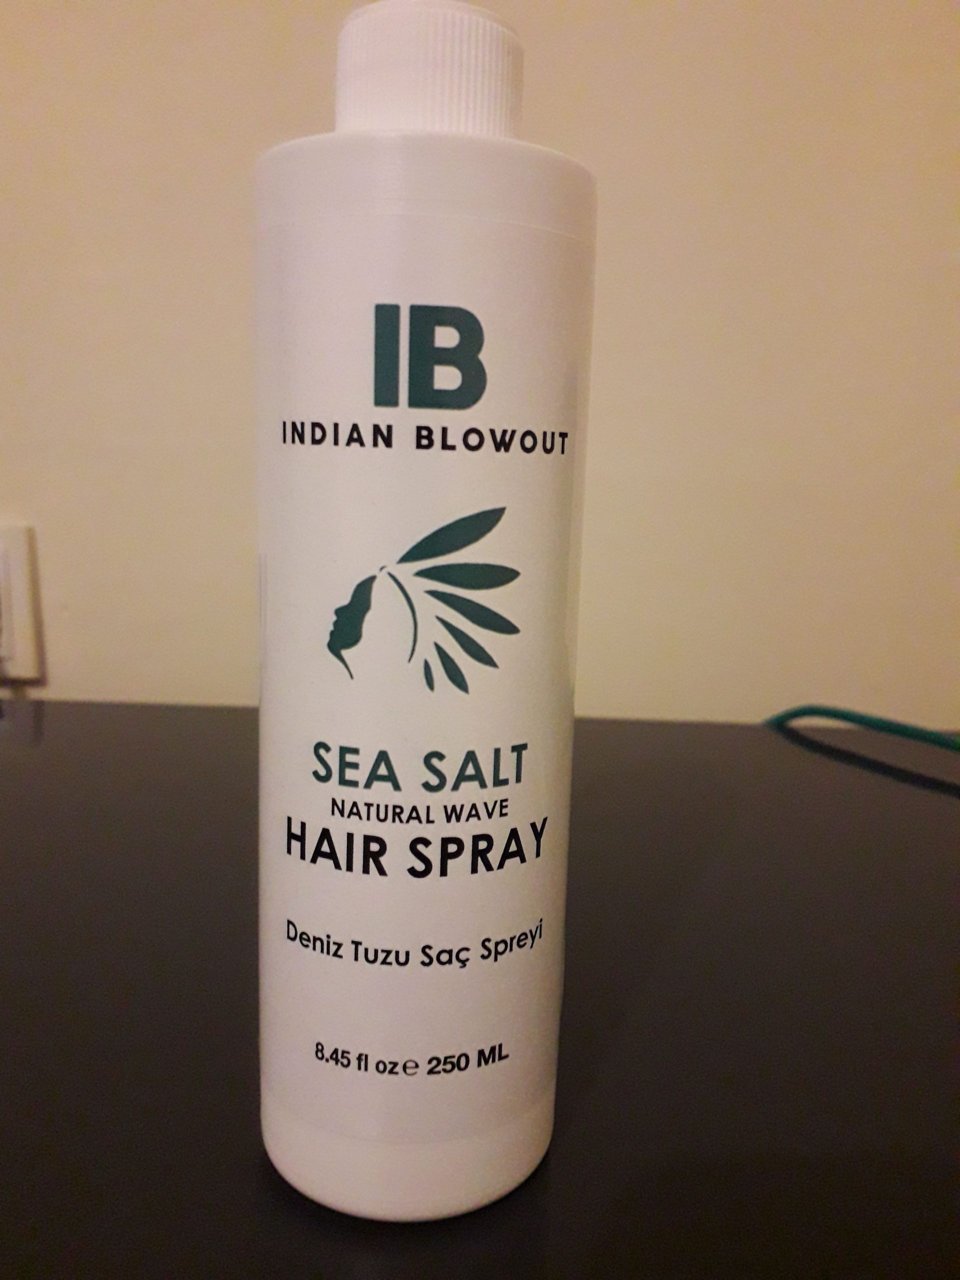 IB
INDIAN BLOWOUT
SEA SALT
NATURAL WAVE
HAIR SPRAY
Deniz Tuzu Saç Spreyi
8.45 fl oz℮ 250 ML